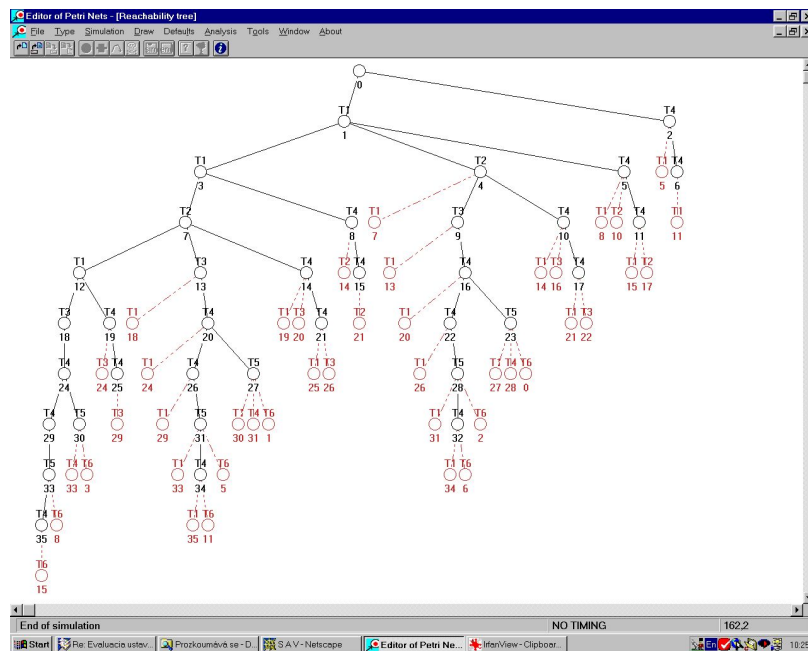 Editor of Petri Nets - [Reachability tree]
File Type Simulation Draw Defaults Analysis Tools Window About
0
T1 T4
1 2
T1 T2 T4 T1 T4
3 4 5 5 6
T2 T4 T1 T3 T4 T1 T2 T4 T1
7 8 7 9 10 8 10 11 11
T1 T3 T4 T2 T4 T1 T4 T1 T3 T4 T1 T2
12 13 14 14 15 13 16 14 16 17 15 17
T3 T4 T1 T4 T1 T3 T4 T2 T1 T4 T5 T1 T3
18 19 18 20 19 20 21 21 20 22 23 21 22
T4 T3 T4 T1 T4 T5 T1 T3 T1 T5 T1 T4 T6
24 24 25 24 26 27 25 26 26 28 27 28 0
T4 T5 T3 T1 T5 T1 T4 T6 T1 T4 T6
29 30 29 29 31 30 31 1 31 32 2
T5 T4 T6 T1 T4 T6 T1 T6
33 33 3 33 34 5 34 6
T4 T6 T1 T6
35 8 35 11
T6
15
End of simulation NO TIMING 162,2
Start Re: Evaluacia ustav... Prozkoumává se - D... S A V - Netscape Editor of Petri Ne... IrfanView - Clipboar... En 10:25